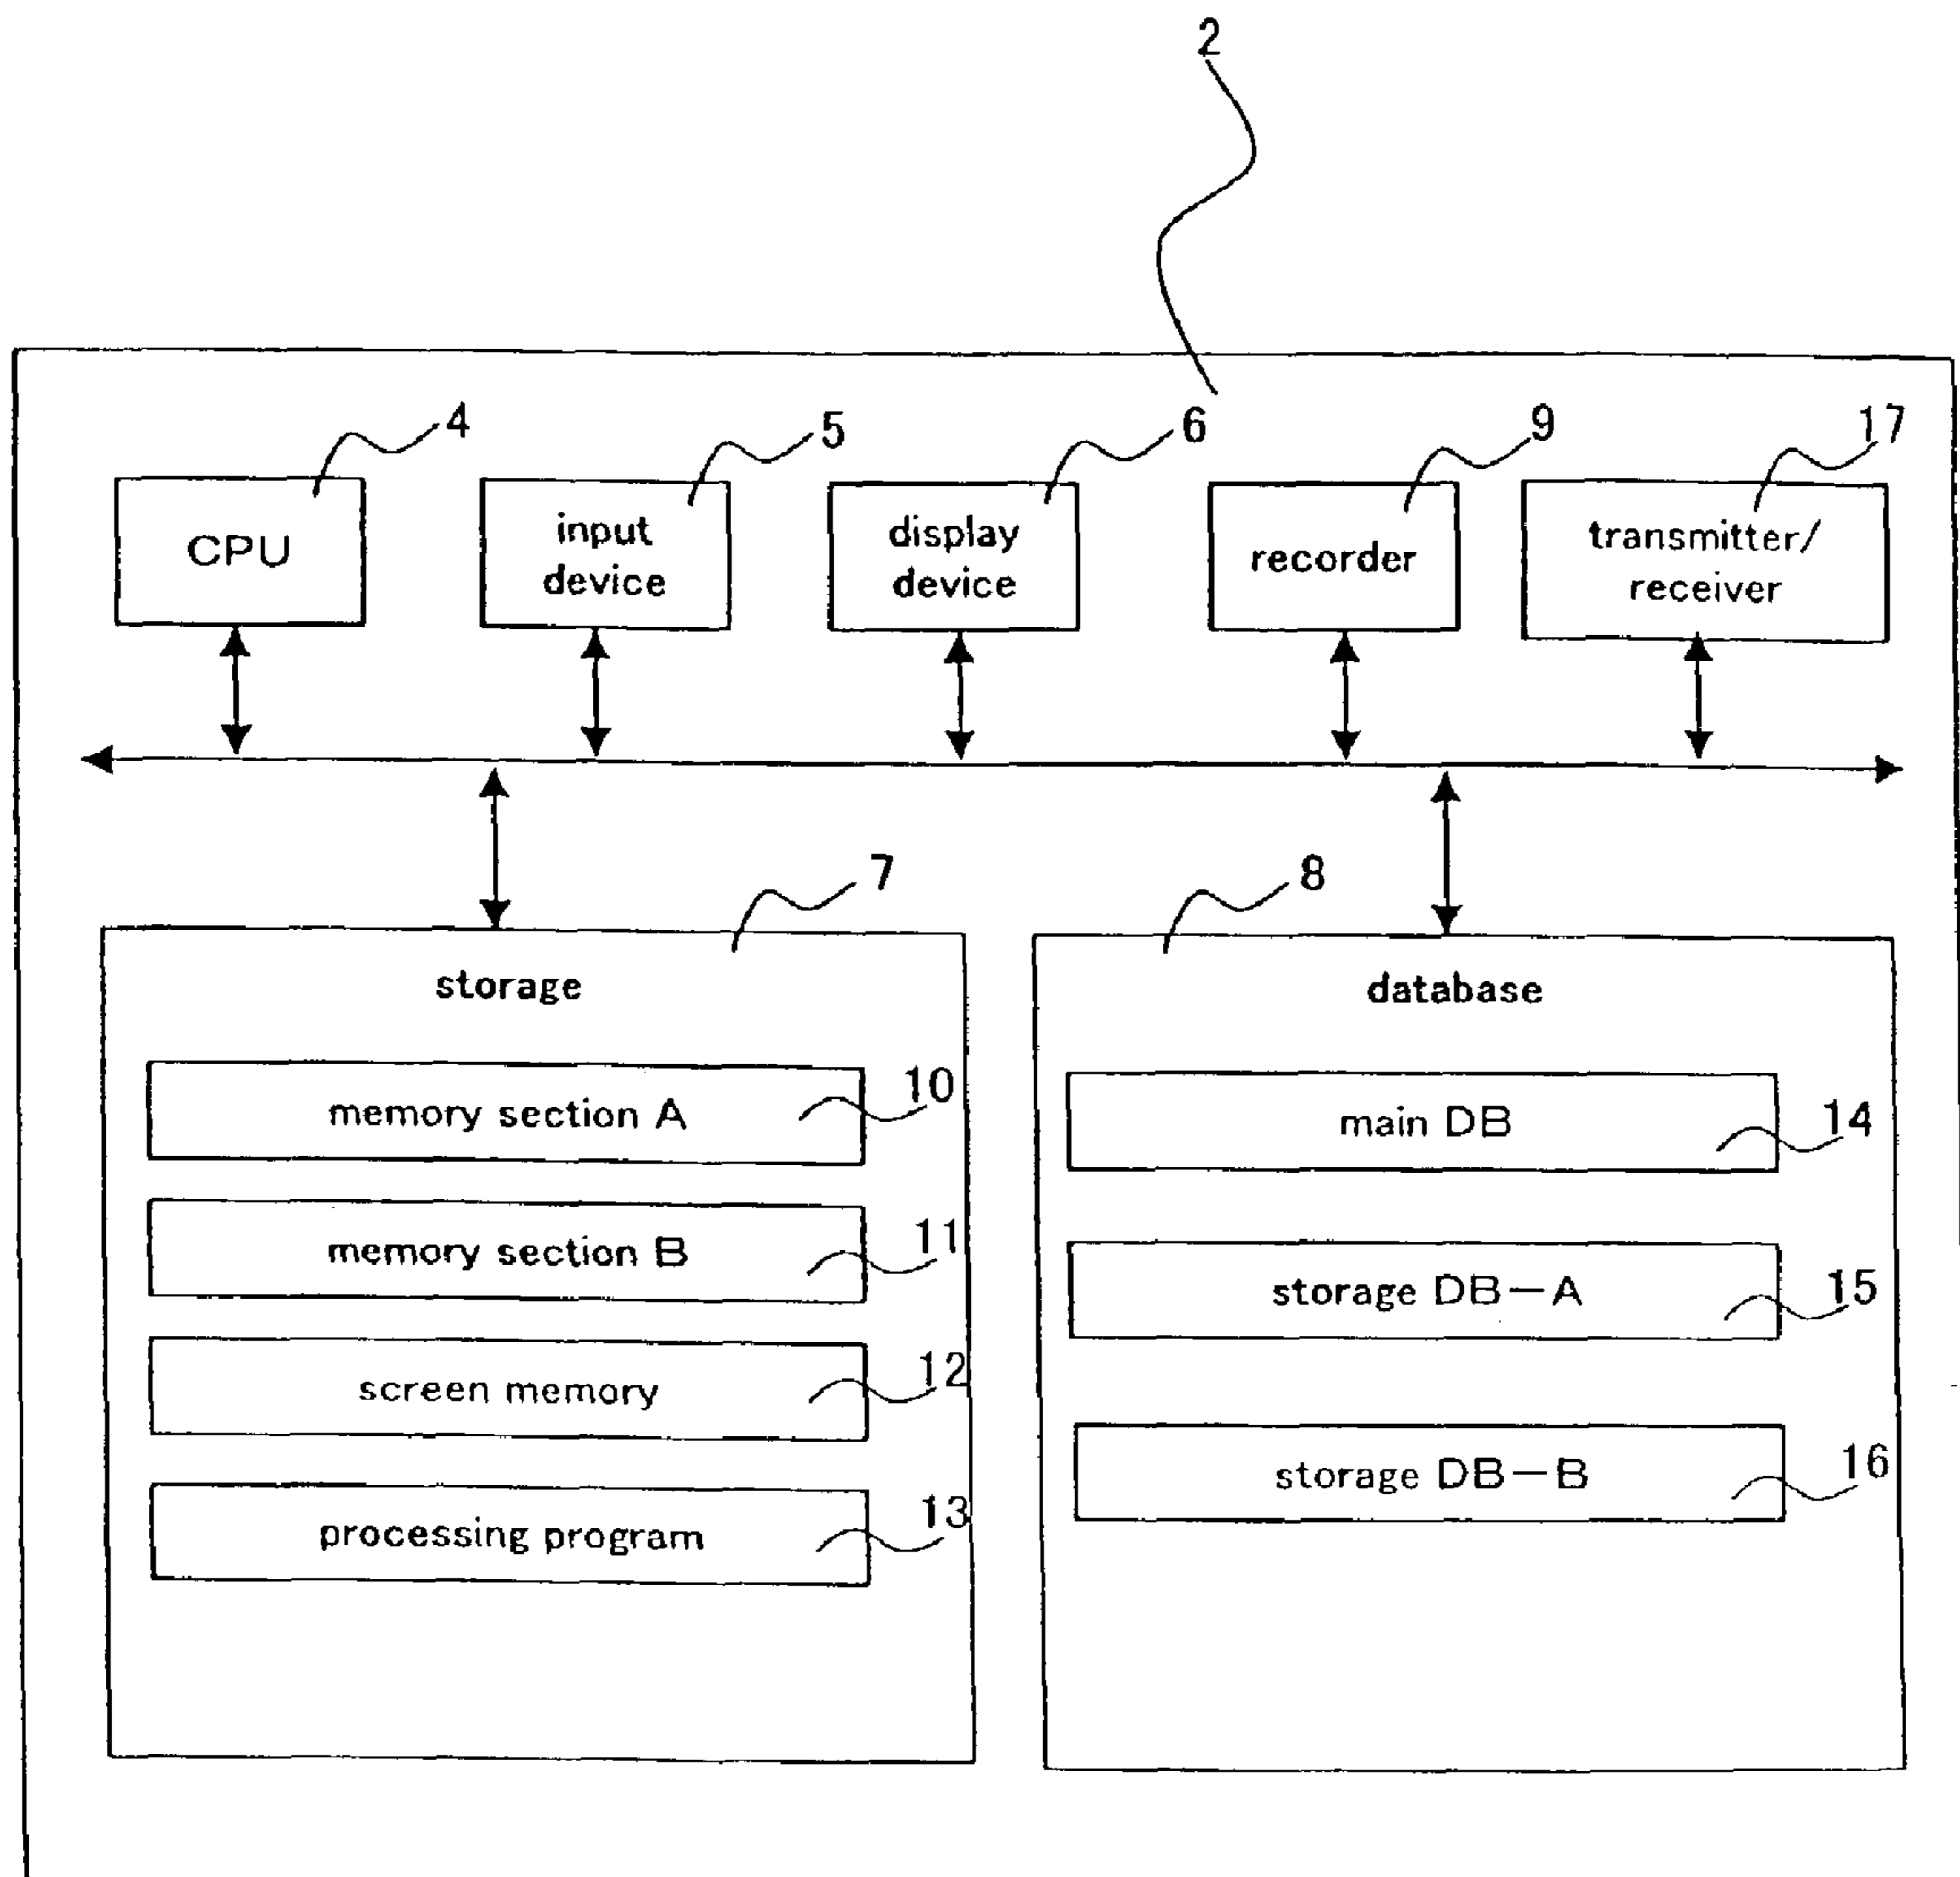 2
4
5
6
9
17
CPU
input
device
display
device
recorder
transmitter/
receiver
7
8
storage
memory section A
10
memory section B
11
screen memory
12
processing program
13
database
main DB
14
storage DB－A
15
storage DB－B
16